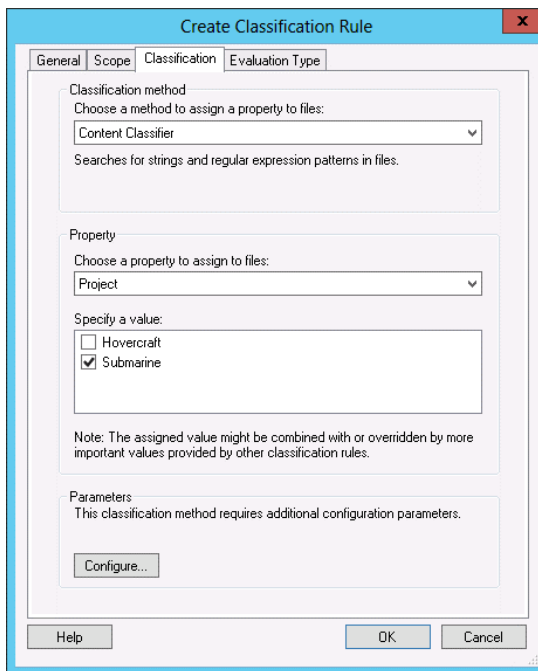 Create Classification Rule
x
General Scope Classification Evaluation Type
Classification method
Choose a method to assign a property to files:
Content Classifier
Searches for strings and regular expression patterns in files.
Property
Choose a property to assign to files:
Project
Specify a value:
Hovercraft
Submarine
Note: The assigned value might be combined with or overridden by more
important values provided by other classification rules.
Parameters
This classification method requires additional configuration parameters.
Configure...
Help OK Cancel